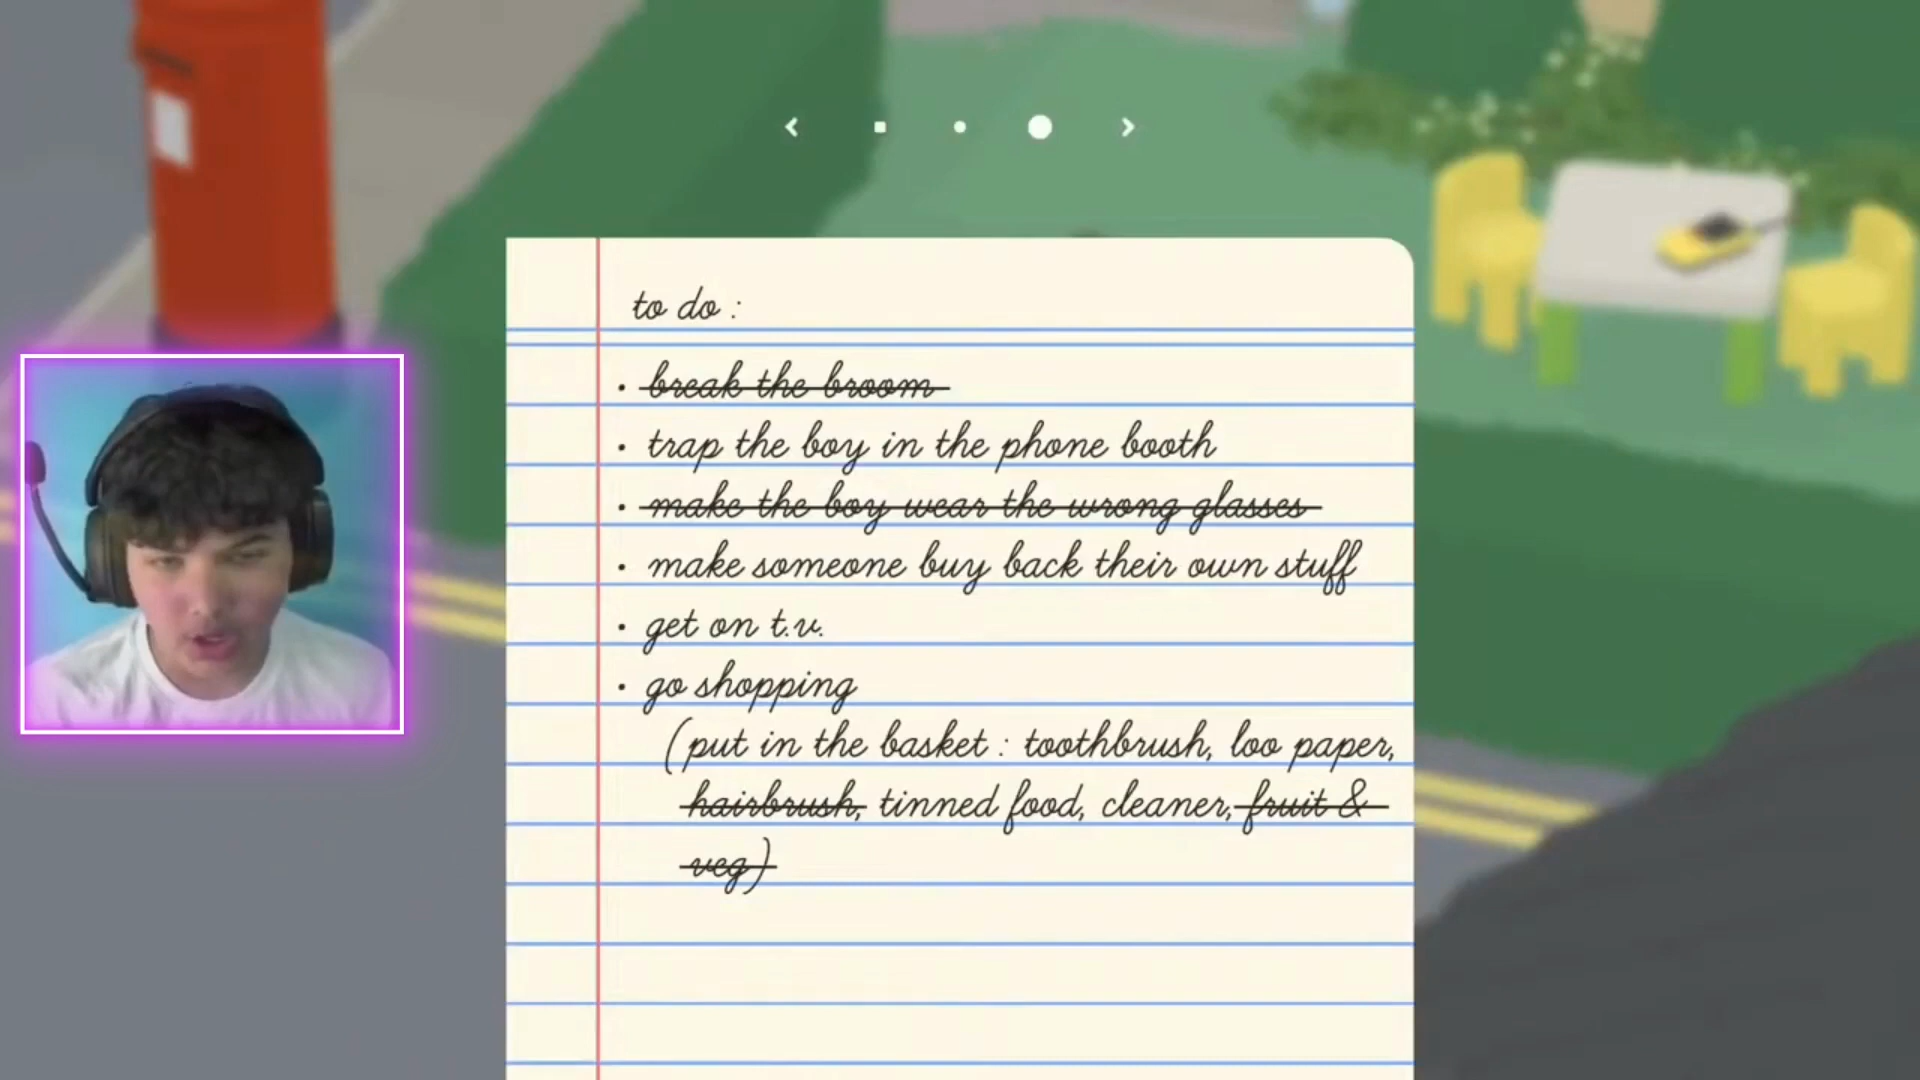 to do :
• break the broom
• trap the boy in the phone booth
• make the boy wear the wrong glasses
• make someone buy back their own stuff
• get on t.v.
• go shopping
(put in the basket : toothbrush, loo paper,
hairbrush, tinned food, cleaner, fruit &
veg)